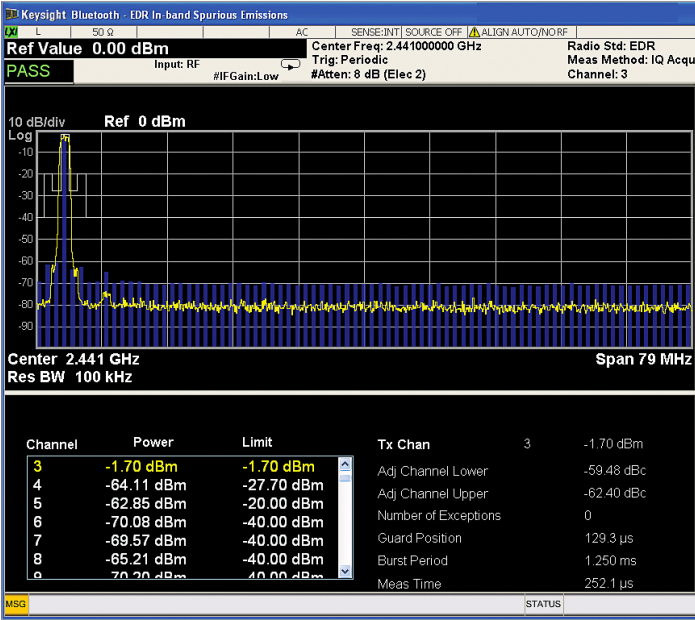 Keysight Bluetooth - EDR In-band Spurious Emissions
LXI L 50 Ω AC SENSE:INT SOURCE OFF ALIGN AUTO/NO RF
Ref Value 0.00 dBm
Center Freq: 2.441000000 GHz
Radio Std: EDR
PASS
Input: RF
Trig: Periodic
Meas Method: IQ Acqu
#IFGain:Low
#Atten: 8 dB (Elec 2)
Channel: 3
10 dB/div Ref 0 dBm
Log
-10
-20
-30
-40
-50
-60
-70
-80
-90
Center 2.441 GHz Span 79 MHz
Res BW 100 kHz
Channel Power Limit
3 -1.70 dBm -1.70 dBm
4 -64.11 dBm -27.70 dBm
5 -62.85 dBm -20.00 dBm
6 -70.08 dBm -40.00 dBm
7 -69.57 dBm -40.00 dBm
8 -65.21 dBm -40.00 dBm
9 -70.20 dBm -40.00 dBm
Tx Chan 3 -1.70 dBm
Adj Channel Lower -59.48 dBc
Adj Channel Upper -62.40 dBc
Number of Exceptions 0
Guard Position 129.3 µs
Burst Period 1.250 ms
Meas Time 252.1 µs
MSG STATUS